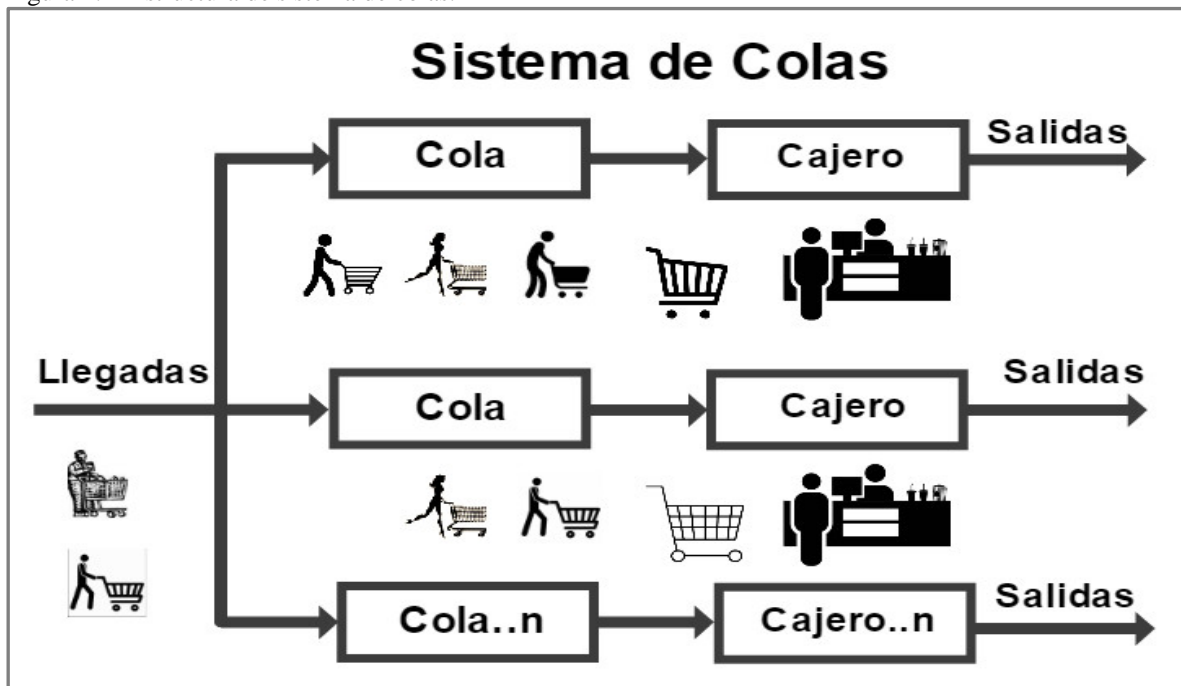 Sistema de Colas
Cola
Cajero
Salidas
Llegadas
Cola
Cajero
Salidas
Cola..n
Cajero..n
Salidas